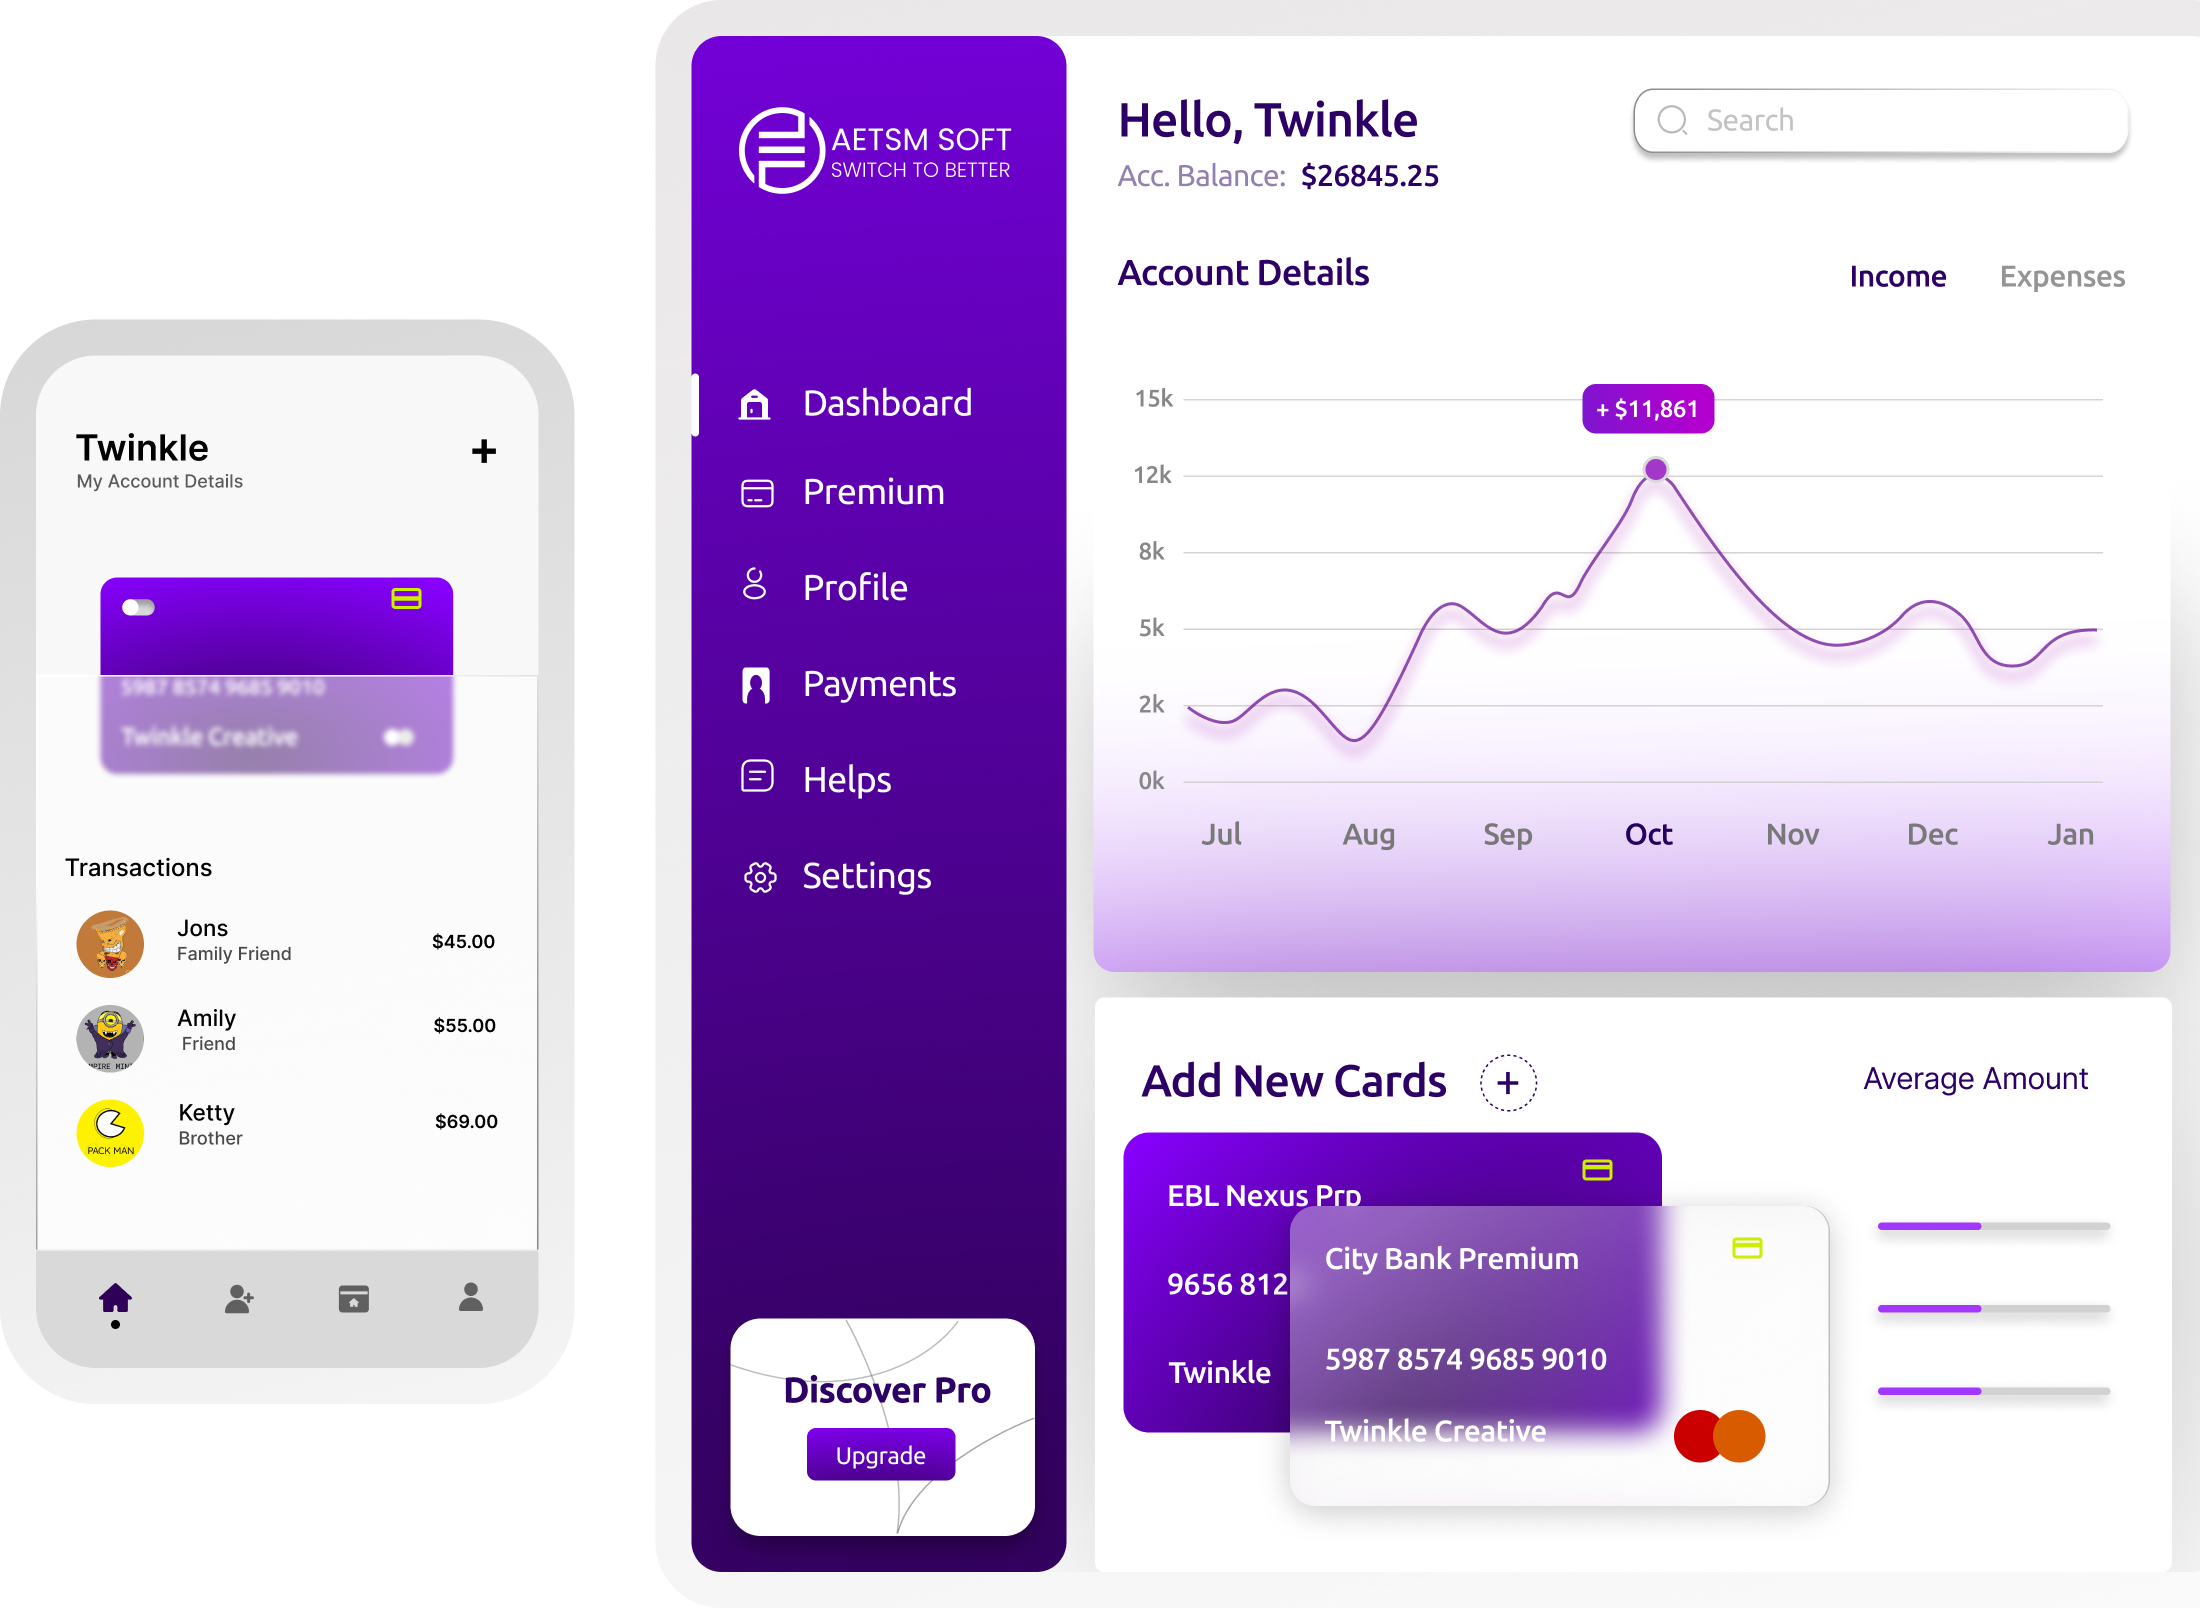 Twinkle
My Account Details
5987 8574 9685 9010
Twinkle Creative
Transactions
Jons
Family Friend
$45.00
Amily
Friend
$55.00
Ketty
Brother
$69.00
PACK MAN
AETSM SOFT
SWITCH TO BETTER
Dashboard
Premium
Profile
Payments
Helps
Settings
Discover Pro
Upgrade
Hello, Twinkle
Acc. Balance: $26845.25
Search
Account Details
Income Expenses
+ $11,861
15k
12k
8k
5k
2k
0k
Jul Aug Sep Oct Nov Dec Jan
Add New Cards +
Average Amount
EBL Nexus Prp
9656 812
Twinkle
City Bank Premium
5987 8574 9685 9010
Twinkle Creative